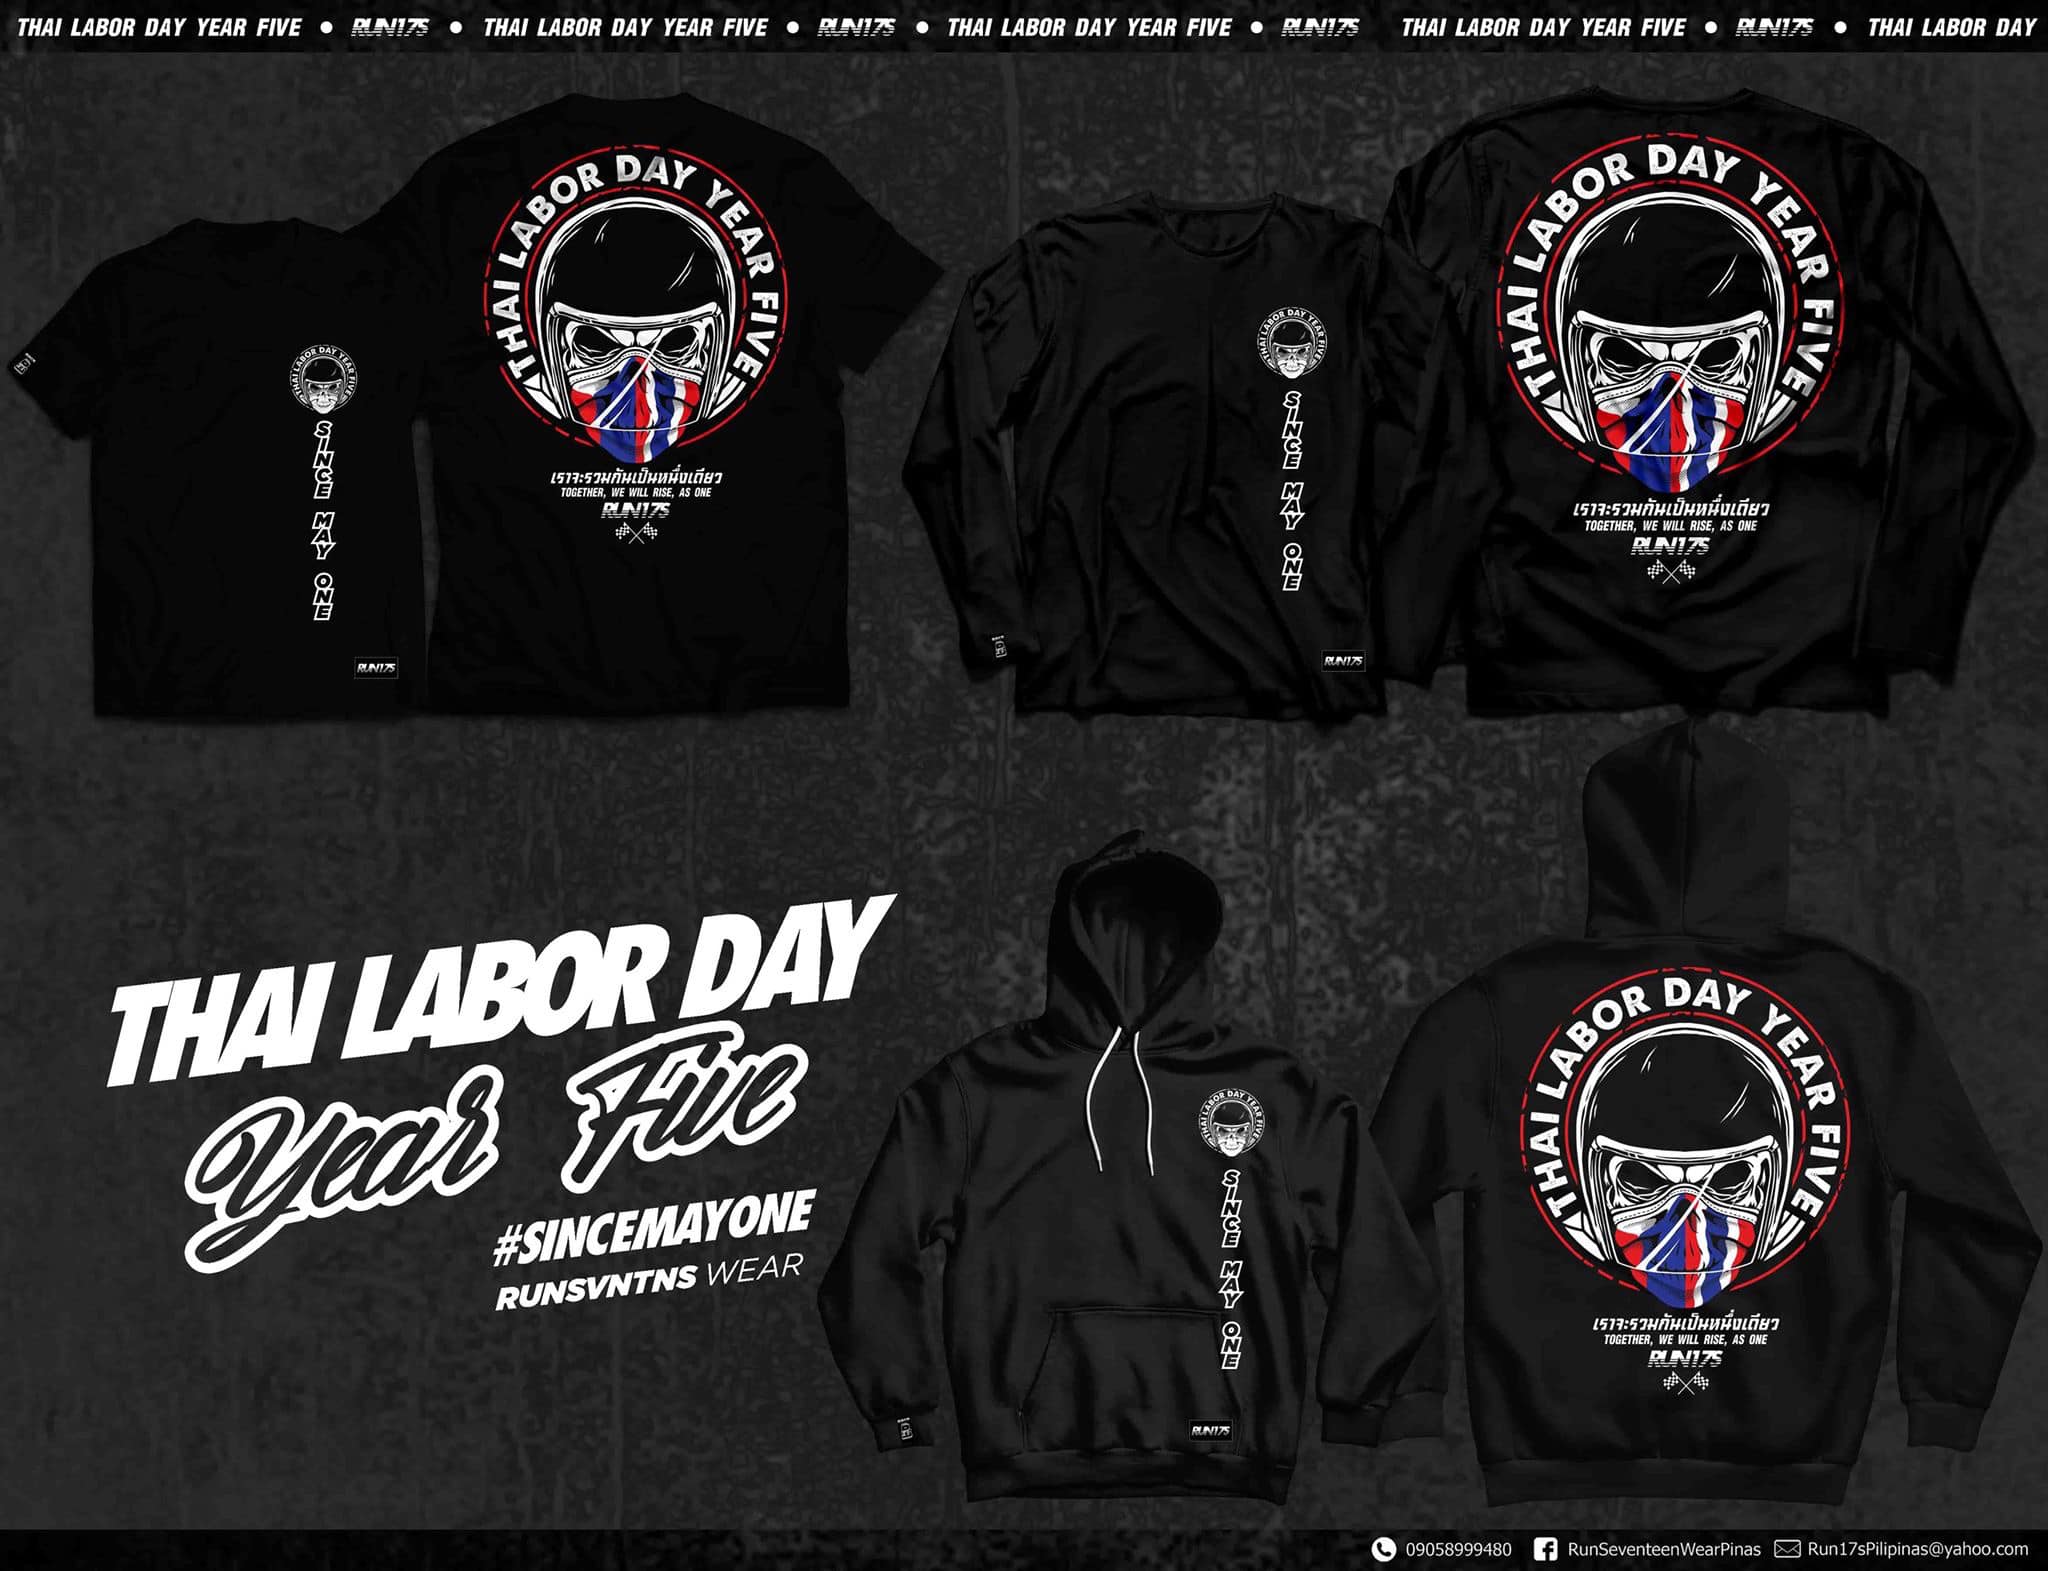 THAI LABOR DAY YEAR FIVE • RUN17S • THAI LABOR DAY YEAR FIVE • RUN17S • THAI LABOR DAY YEAR FIVE • RUN17S THAI LABOR DAY YEAR FIVE • RUN17S • THAI LABOR DAY
THAI LABOR DAY YEAR FIVE
SINCE MAY ONE
RUN17S
THAI LABOR DAY YEAR FIVE
เราจะรวมกันเป็นหนึ่งเดียว
TOGETHER, WE WILL RISE, AS ONE
RUN17S
THAI LABOR DAY YEAR FIVE
SINCE MAY ONE
RUN17S
THAI LABOR DAY YEAR FIVE
เราจะรวมกันเป็นหนึ่งเดียว
TOGETHER, WE WILL RISE, AS ONE
RUN17S
THAI LABOR DAY
Year Five
#SINCEMAYONE
RUNSVNTNS WEAR
THAI LABOR DAY YEAR FIVE
SINCE MAY ONE
RUN17S
THAI LABOR DAY YEAR FIVE
เราจะรวมกันเป็นหนึ่งเดียว
TOGETHER, WE WILL RISE, AS ONE
RUN17S
09058999480 RunSeventeenWearPinas Run17sPilipinas@yahoo.com